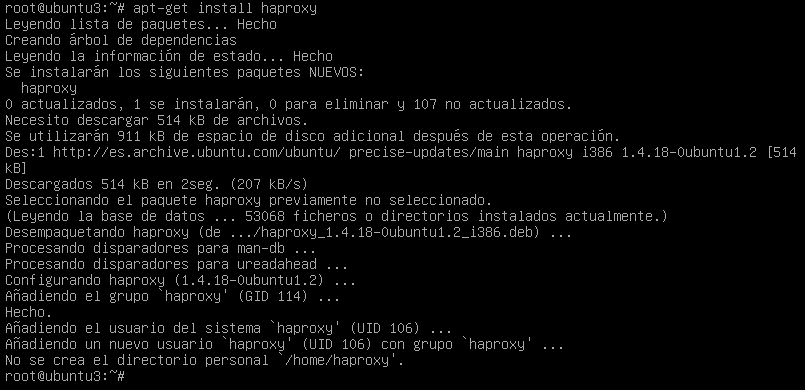 root@ubuntu3:~# apt-get install haproxy
Leyendo lista de paquetes... Hecho
Creando árbol de dependencias
Leyendo la información de estado... Hecho
Se instalarán los siguientes paquetes NUEVOS:
  haproxy
0 actualizados, 1 se instalarán, 0 para eliminar y 107 no actualizados.
Necesito descargar 514 kB de archivos.
Se utilizarán 911 kB de espacio de disco adicional después de esta operación.
Des:1 http://es.archive.ubuntu.com/ubuntu/ precise-updates/main haproxy i386 1.4.18-0ubuntu1.2 [514
kB]
Descargados 514 kB en 2seg. (207 kB/s)
Seleccionando el paquete haproxy previamente no seleccionado.
(Leyendo la base de datos ... 53068 ficheros o directorios instalados actualmente.)
Desempaquetando haproxy (de .../haproxy_1.4.18-0ubuntu1.2_i386.deb) ...
Procesando disparadores para man-db ...
Procesando disparadores para ureadahead ...
Configurando haproxy (1.4.18-0ubuntu1.2) ...
Añadiendo el grupo `haproxy' (GID 114) ...
Hecho.
Añadiendo el usuario del sistema `haproxy' (UID 106) ...
Añadiendo un nuevo usuario `haproxy' (UID 106) con grupo `haproxy' ...
No se crea el directorio personal `/home/haproxy'.
root@ubuntu3:~#